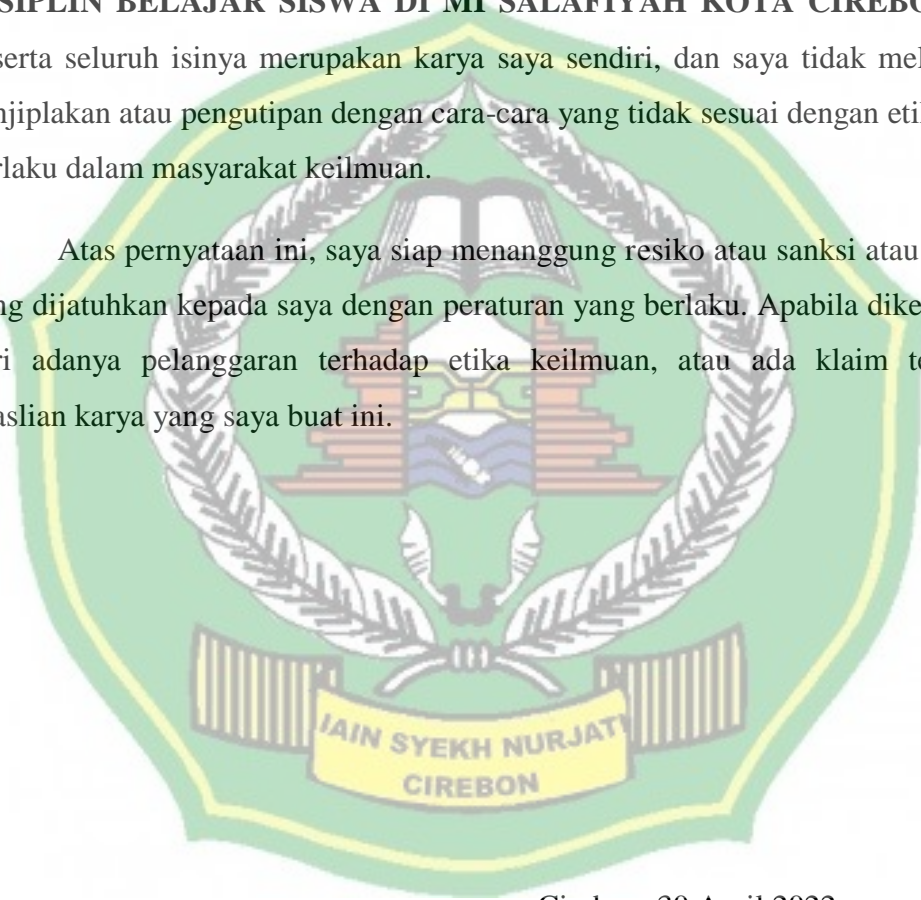 SIPLIN BELAJAR SISWA DI MI SALAFIYAH KOTA CIREBO
serta seluruh isinya merupakan karya saya sendiri, dan saya tidak mel
njiplakan atau pengutipan dengan cara-cara yang tidak sesuai dengan etik
rlaku dalam masyarakat keilmuan.
Atas pernyataan ini, saya siap menanggung resiko atau sanksi atau
ng dijatuhkan kepada saya dengan peraturan yang berlaku. Apabila dike
ri adanya pelanggaran terhadap etika keilmuan, atau ada klaim te
aslian karya yang saya buat ini.
IAIN SYEKH NURJATI
CIREBON